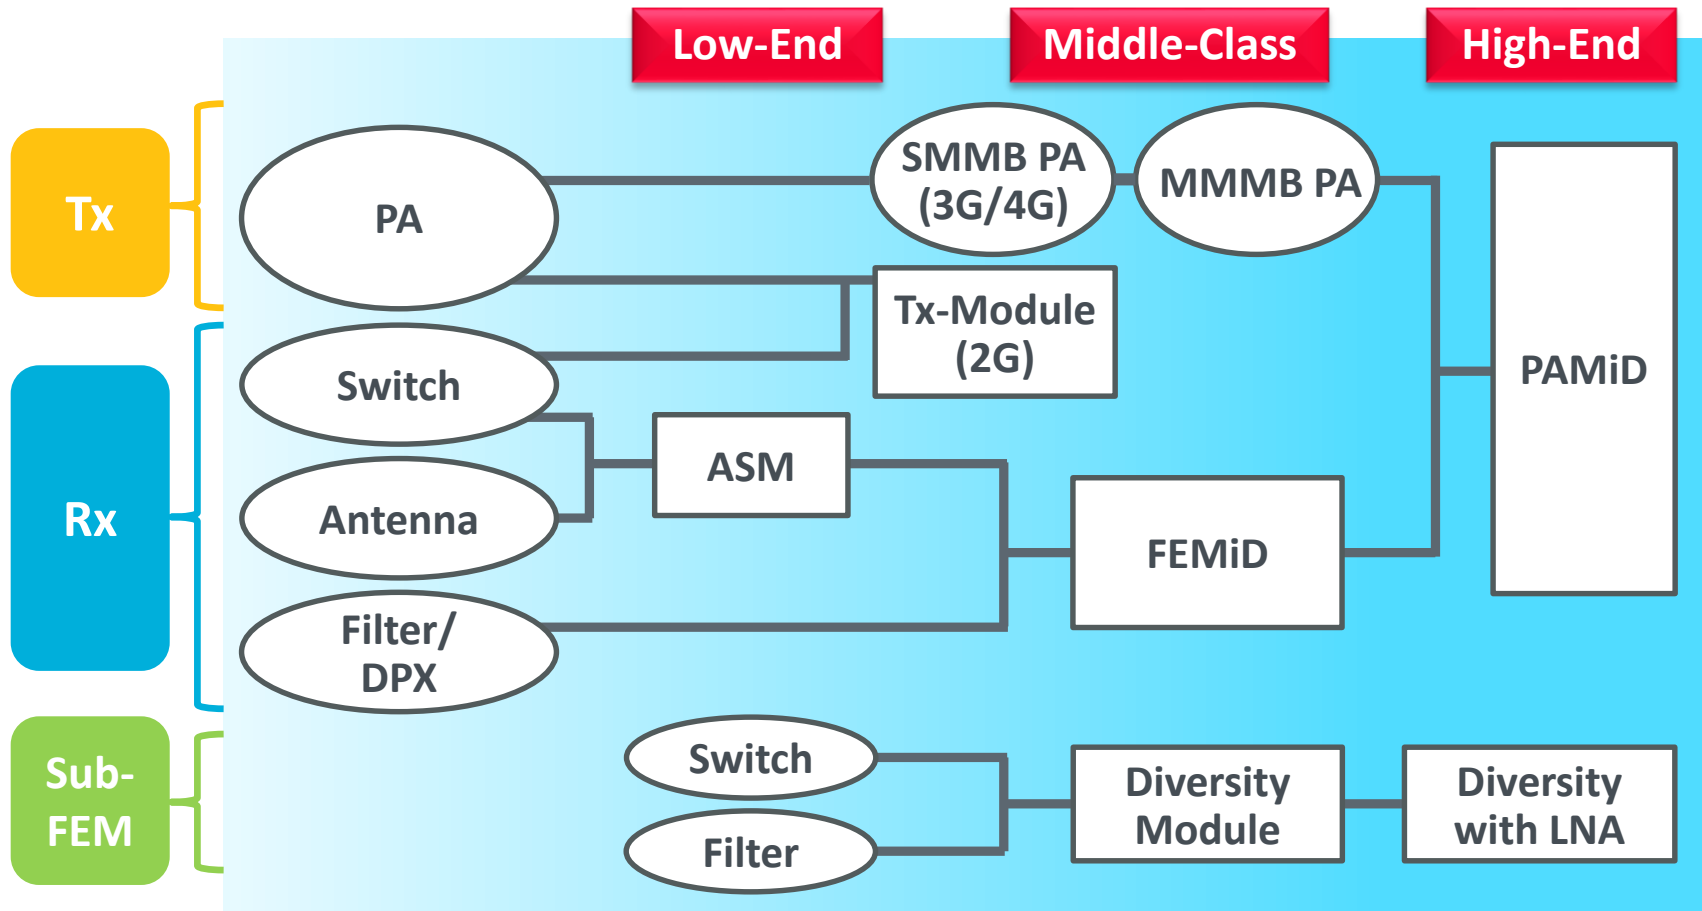 Low-End
Middle-Class
High-End
Tx
PA
SMMB PA
(3G/4G)
MMMB PA
Tx-Module
(2G)
PAMiD
Rx
Switch
ASM
Antenna
FEMiD
Filter/
DPX
Sub-
FEM
Switch
Filter
Diversity
Module
Diversity
with LNA